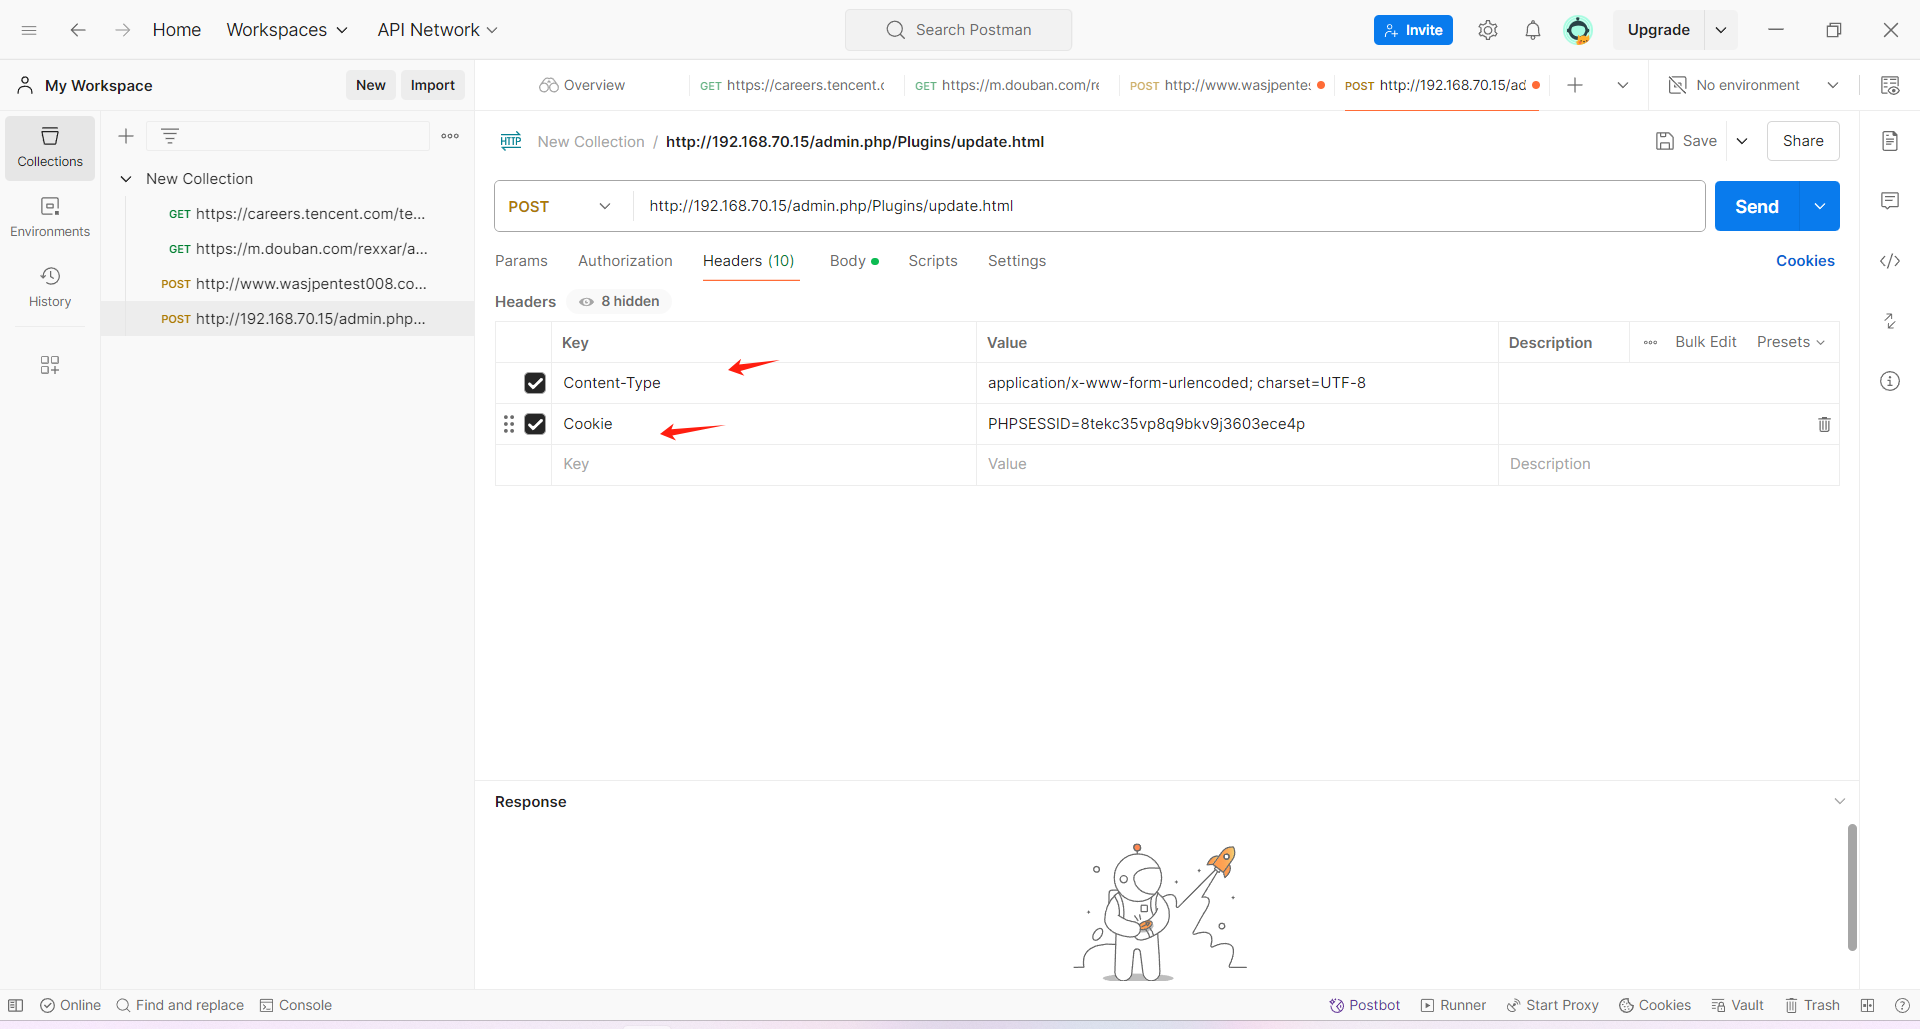 Home Workspaces API Network Search Postman Invite Upgrade
My Workspace New Import
Overview GET https://careers.tencent.c GET https://m.douban.com/re POST http://www.wasjpentes POST http://192.168.70.15/ad No environment
Collections
Environments
History
New Collection
GET https://careers.tencent.com/te...
GET https://m.douban.com/rexxar/a...
POST http://www.wasjpentest008.co...
POST http://192.168.70.15/admin.php...
HTTP New Collection / http://192.168.70.15/admin.php/Plugins/update.html Save Share
POST http://192.168.70.15/admin.php/Plugins/update.html Send
Params Authorization Headers (10) Body Scripts Settings Cookies
Headers 8 hidden
Key Value Description Bulk Edit Presets
Content-Type application/x-www-form-urlencoded; charset=UTF-8
Cookie PHPSESSID=8tekc35vp8q9bkv9j3603ece4p
Key Value Description
Response
Online Find and replace Console Postbot Runner Start Proxy Cookies Vault Trash